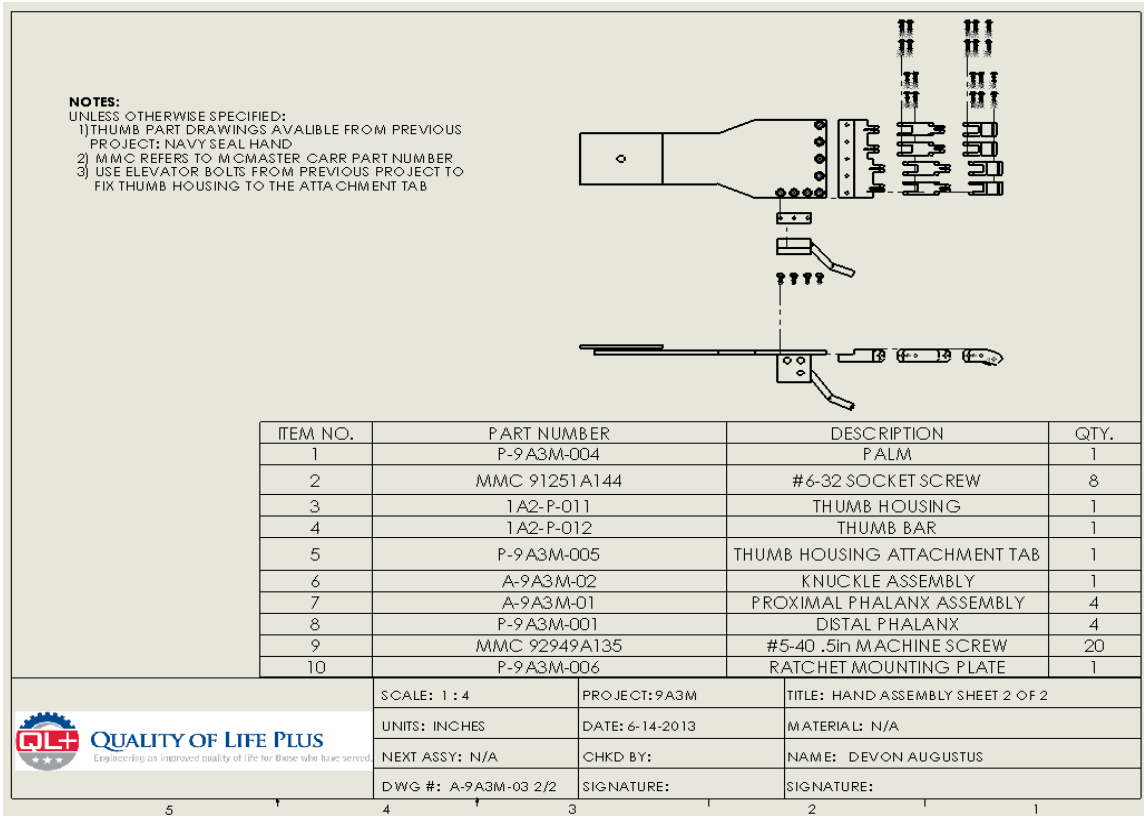 NOTES:
UNLESS OTHERWISE SPECIFIED:
1)THUMB PART DRAWINGS AVALIBLE FROM PREVIOUS
PROJECT: NAVY SEAL HAND
2) MMC REFERS TO MCMASTER CARR PART NUMBER
3) USE ELEVATOR BOLTS FROM PREVIOUS PROJECT TO
FIX THUMB HOUSING TO THE ATTACHMENT TAB
ITEM NO. PART NUMBER DESCRIPTION QTY.
1 P-9A3M-004 PALM 1
2 MMC 91251A144 #6-32 SOCKET SCREW 8
3 1A2-P-011 THUMB HOUSING 1
4 1A2-P-012 THUMB BAR 1
5 P-9A3M-005 THUMB HOUSING ATTACHMENT TAB 1
6 A-9A3M-02 KNUCKLE ASSEMBLY 1
7 A-9A3M-01 PROXIMAL PHALANX ASSEMBLY 4
8 P-9A3M-001 DISTAL PHALANX 4
9 MMC 92949A135 #5-40 .5in MACHINE SCREW 20
10 P-9A3M-006 RATCHET MOUNTING PLATE 1
SCALE: 1 : 4 PROJECT:9A3M TITLE: HAND ASSEMBLY SHEET 2 OF 2
UNITS: INCHES DATE: 6-14-2013 MATERIAL: N/A
QL+ QUALITY OF LIFE PLUS
Engineering an improved quality of life for those who have served.
NEXT ASSY: N/A CHKD BY: NAME: DEVON AUGUSTUS
DWG #: A-9A3M-03 2/2 SIGNATURE: SIGNATURE:
5 4 3 2 1